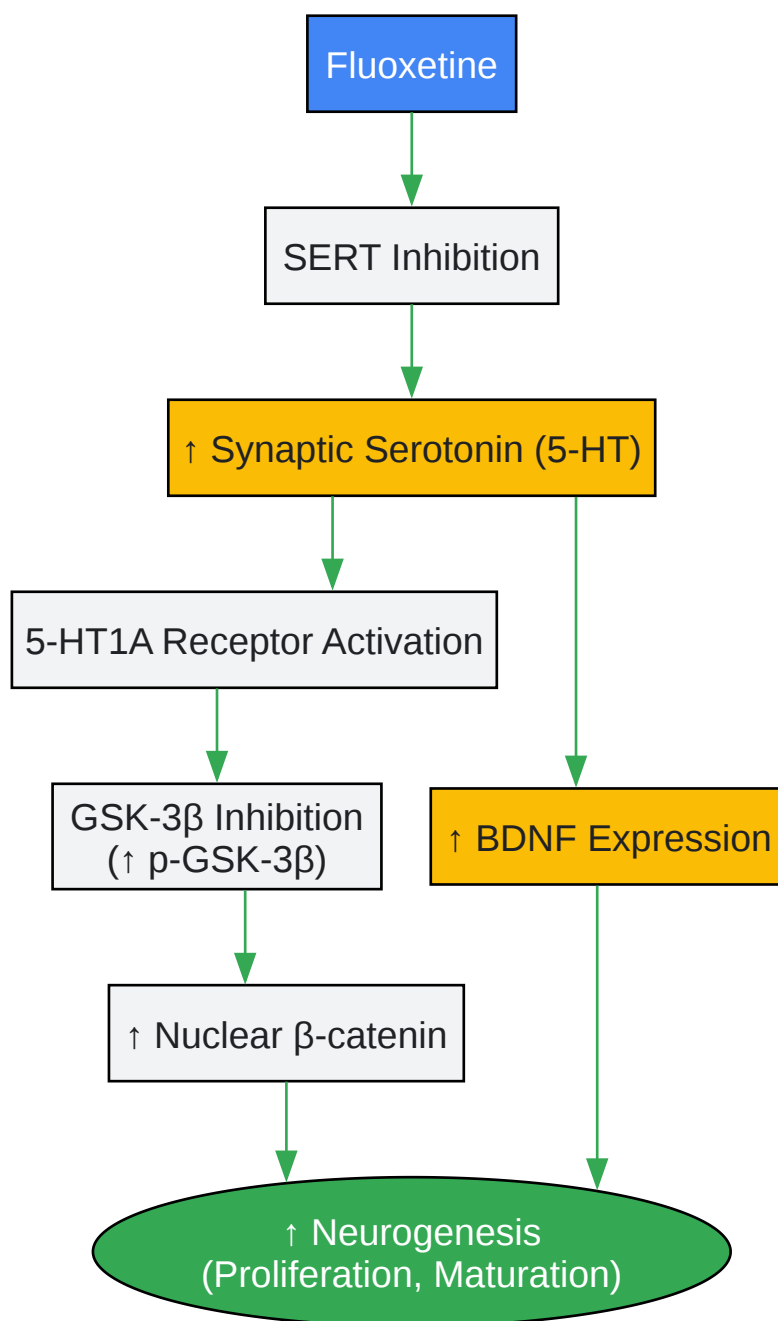 Fluoxetine
SERT Inhibition
↑ Synaptic Serotonin (5-HT)
5-HT1A Receptor Activation
GSK-3β Inhibition
(↑ p-GSK-3β)
↑ BDNF Expression
↑ Nuclear β-catenin
↑ Neurogenesis
(Proliferation, Maturation)